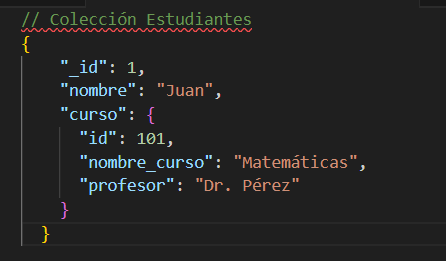 // Colección Estudiantes
{
"_id": 1,
"nombre": "Juan",
"curso": {
"id": 101,
"nombre_curso": "Matemáticas",
"profesor": "Dr. Pérez"
}
}